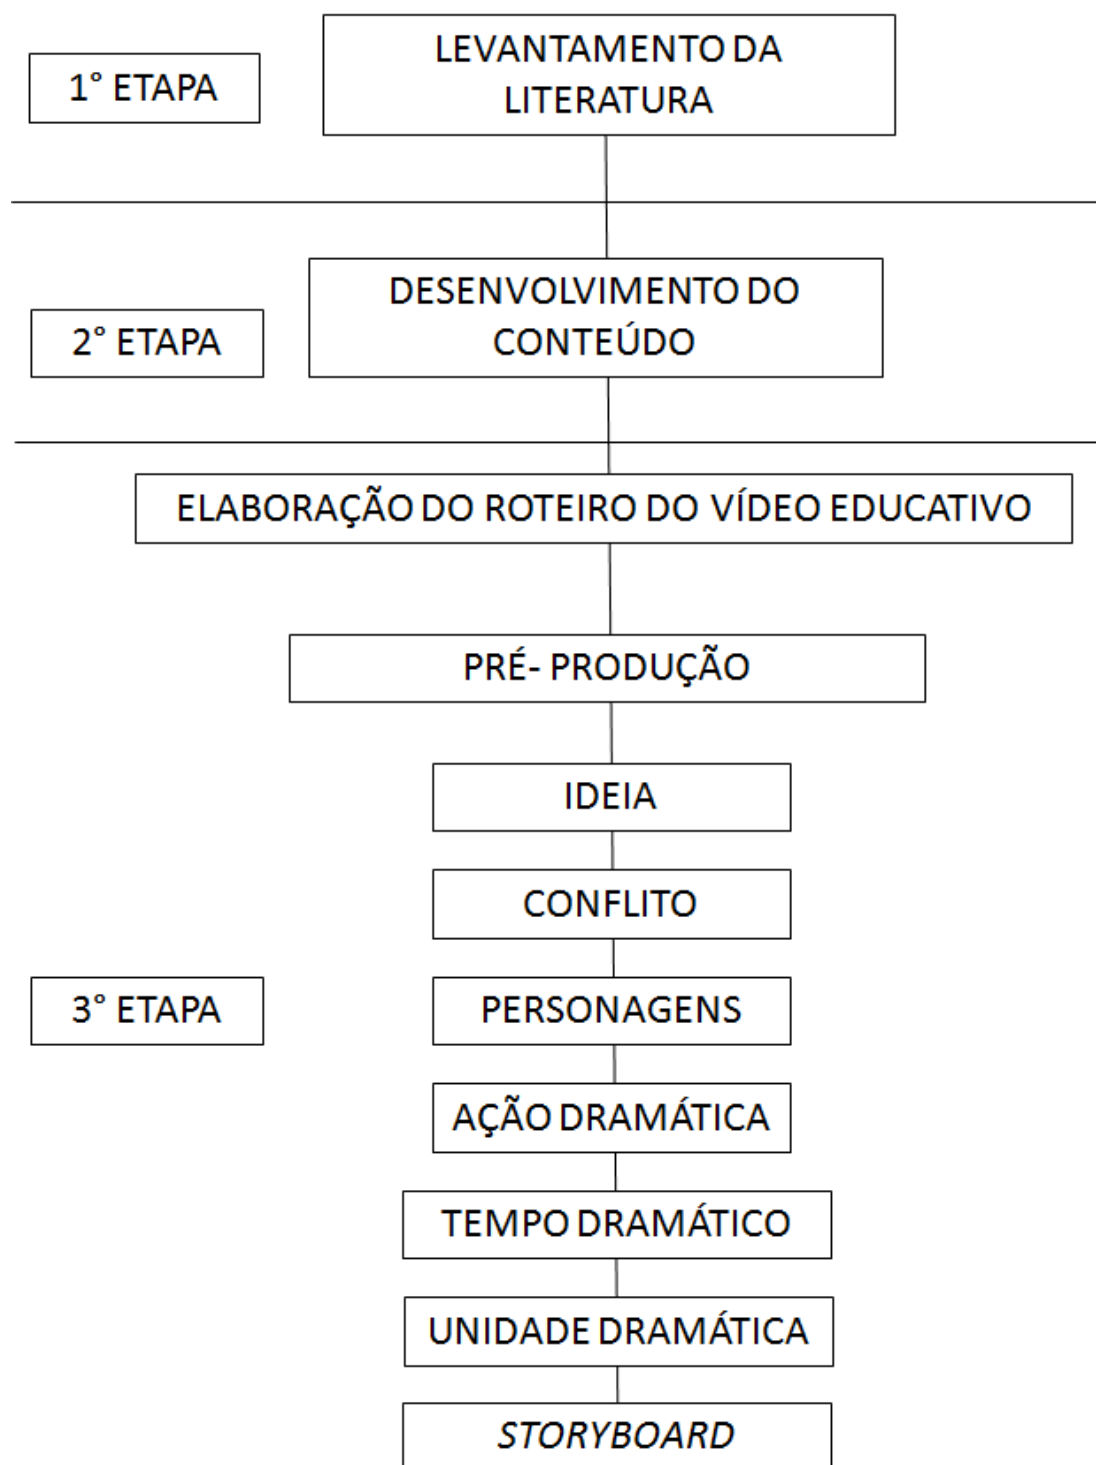 1° ETAPA
LEVANTAMENTO DA
LITERATURA
2° ETAPA
DESENVOLVIMENTO DO
CONTEÚDO
ELABORAÇÃO DO ROTEIRO DO VÍDEO EDUCATIVO
PRÉ- PRODUÇÃO
IDEIA
CONFLITO
3° ETAPA
PERSONAGENS
AÇÃO DRAMÁTICA
TEMPO DRAMÁTICO
UNIDADE DRAMÁTICA
STORYBOARD